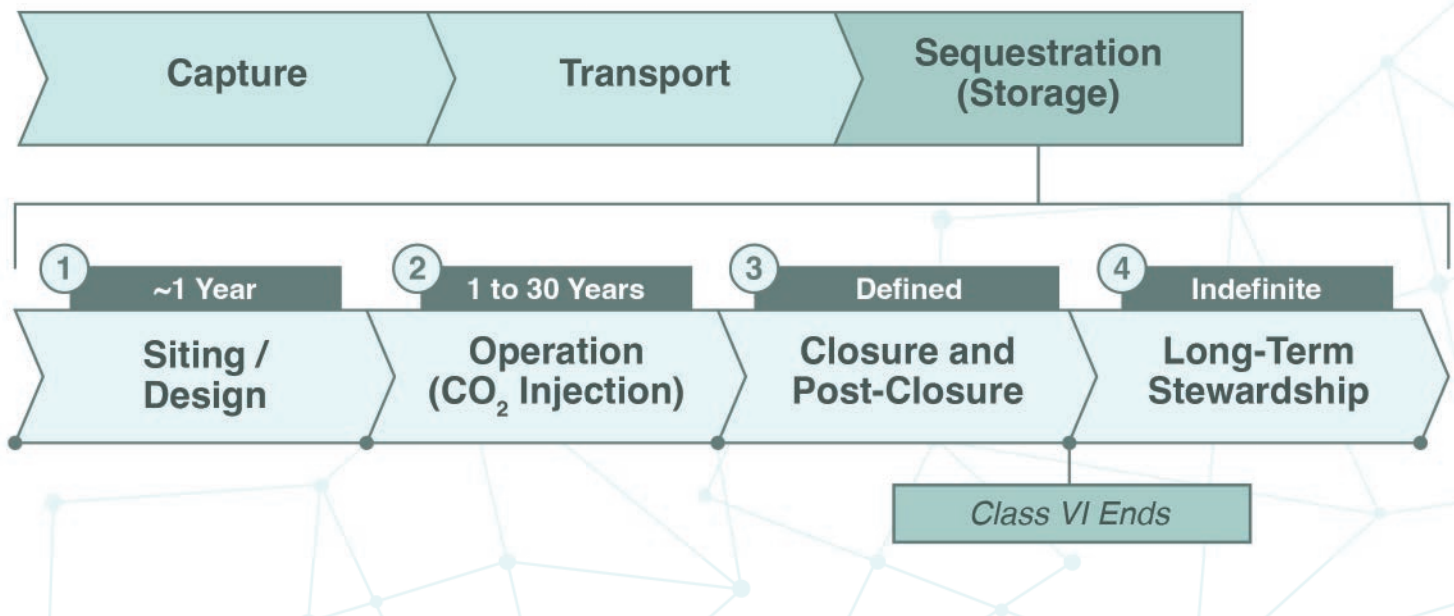 Capture
Transport
Sequestration
(Storage)
1
~1 Year
Siting /
Design
2
1 to 30 Years
Operation
(CO₂ Injection)
3
Defined
Closure and
Post-Closure
4
Indefinite
Long-Term
Stewardship
Class VI Ends